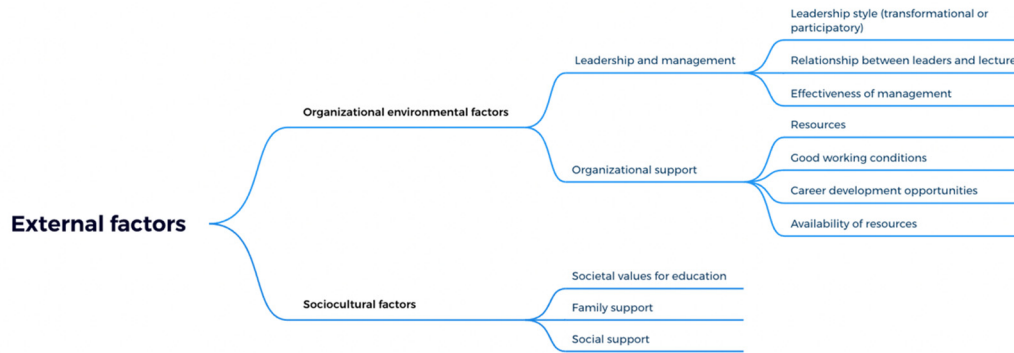 External factors
Organizational environmental factors
Leadership and management
Leadership style (transformational or
participatory)
Relationship between leaders and lecture
Effectiveness of management
Organizational support
Resources
Good working conditions
Career development opportunities
Availability of resources
Sociocultural factors
Societal values for education
Family support
Social support